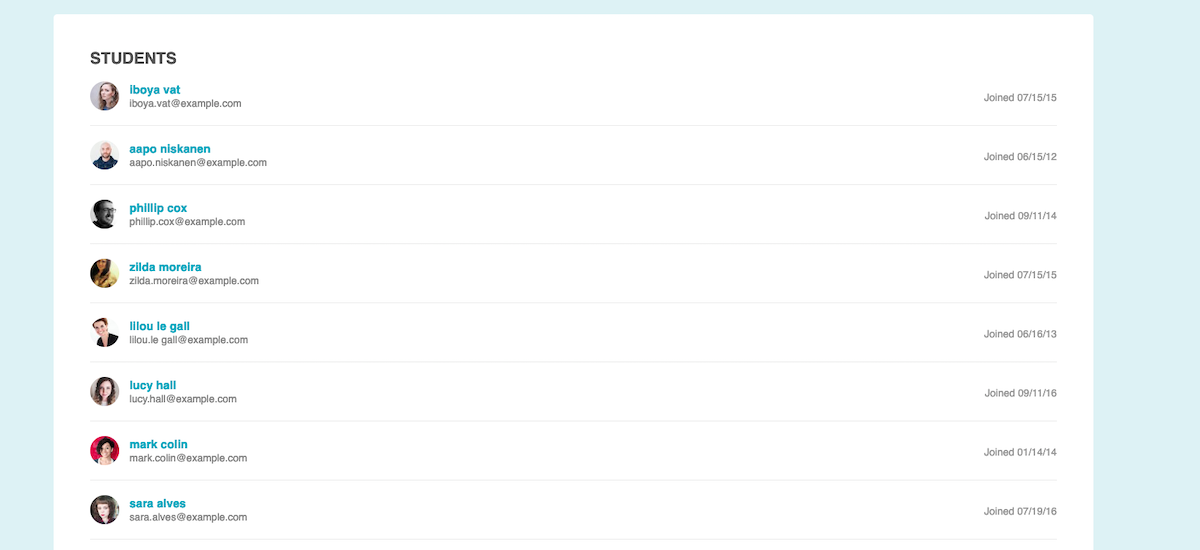 STUDENTS
iboya vat
iboya.vat@example.com
Joined 07/15/15
aapo niskanen
aapo.niskanen@example.com
Joined 06/15/12
phillip cox
phillip.cox@example.com
Joined 09/11/14
zilda moreira
zilda.moreira@example.com
Joined 07/15/15
lilou le gall
lilou.le gall@example.com
Joined 06/16/13
lucy hall
lucy.hall@example.com
Joined 09/11/16
mark colin
mark.colin@example.com
Joined 01/14/14
sara alves
sara.alves@example.com
Joined 07/19/16